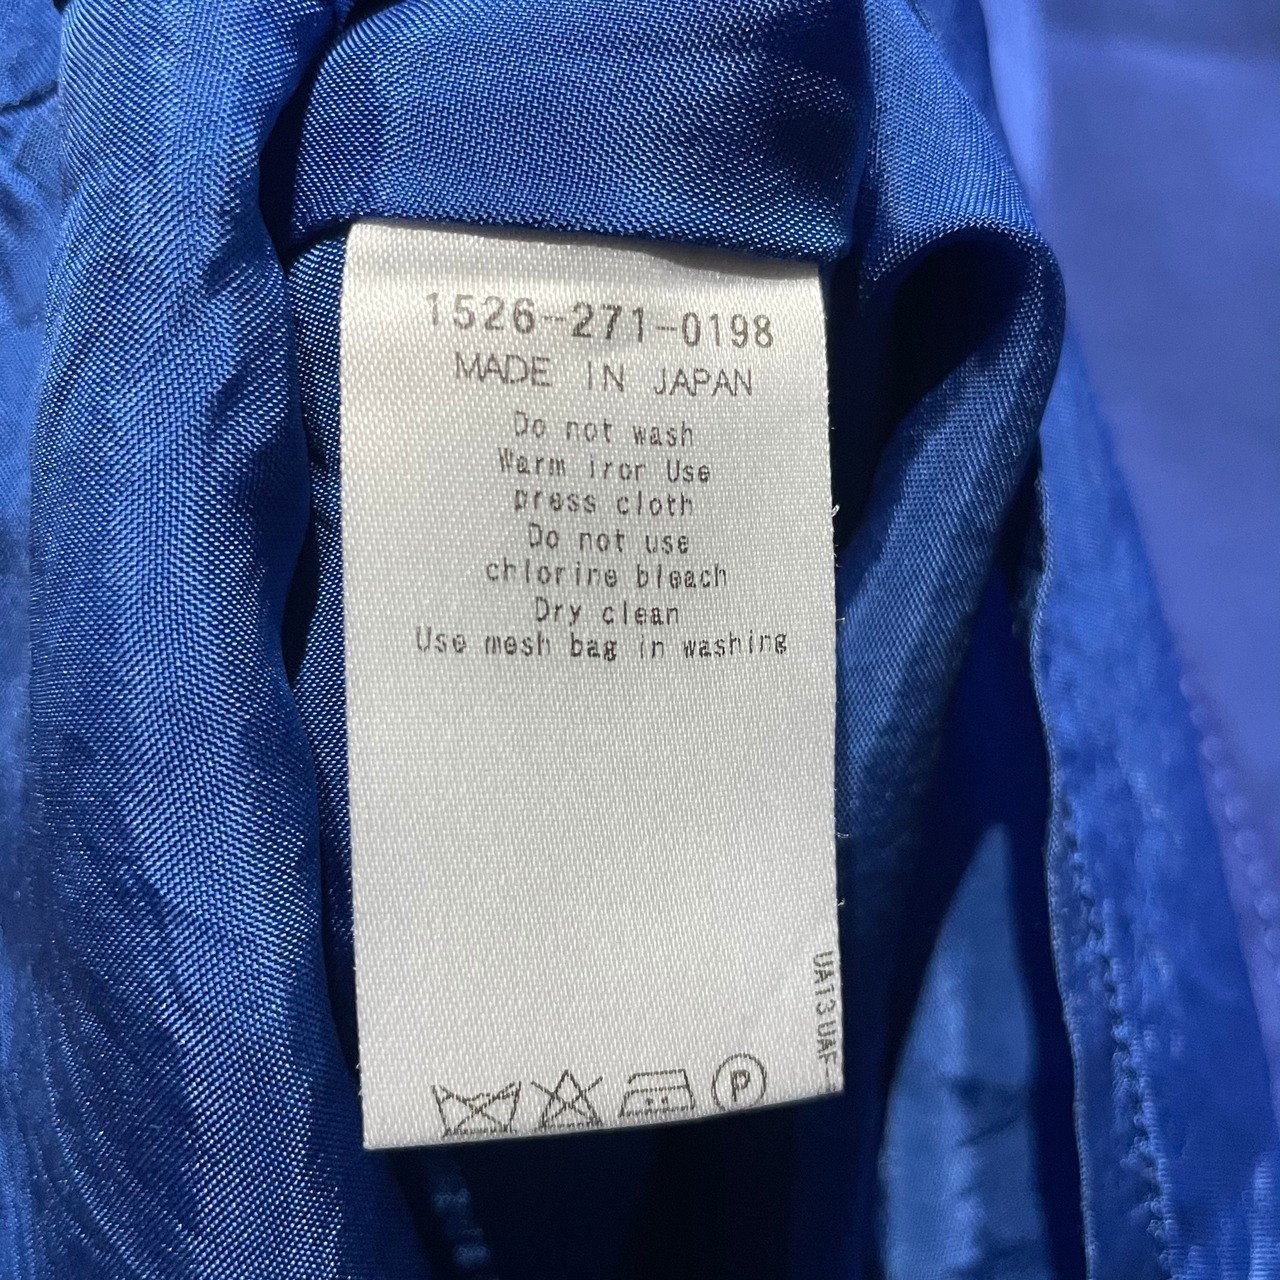 1526-271-0198
MADE IN JAPAN
Do not wash
Warm iron Use
press cloth
Do not use
chlorine bleach
Dry clean
Use mesh bag in washing
UA13UAF-
P